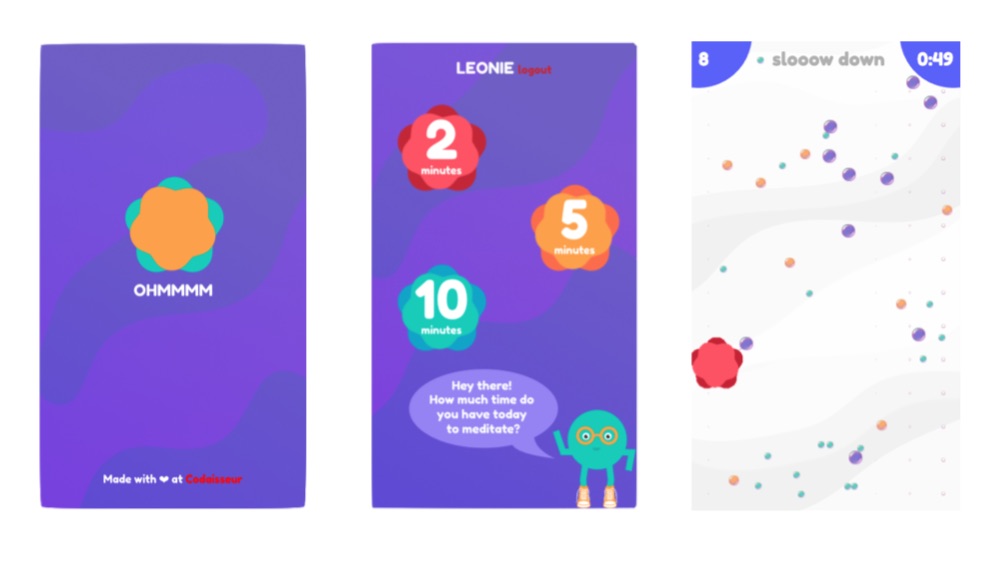 OHMMMM
Made with ❤ at Codaisseur
LEONIE logout
2
minutes
5
minutes
10
minutes
Hey there!
How much time do
you have today
to meditate?
8
slooow down
0:49